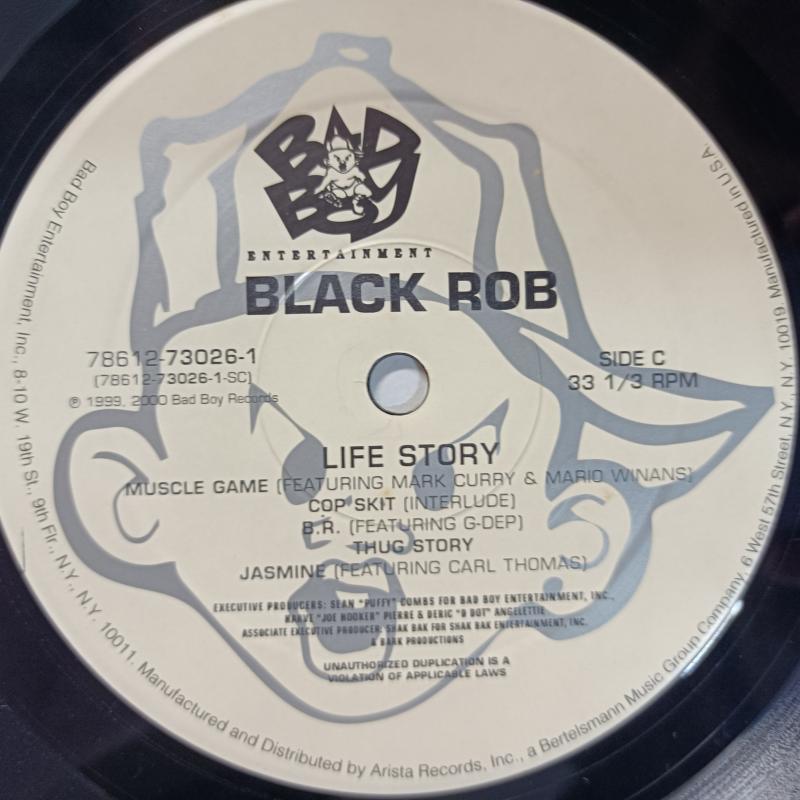 BAD BOY
ENTERTAINMENT
BLACK ROB
78612-73026-1
(78612-73026-1-SC)
℗ 1999, 2000 Bad Boy Records
SIDE C
33 1/3 RPM
LIFE STORY
MUSCLE GAME (FEATURING MARK CURRY & MARIO WINANS)
COP SKIT (INTERLUDE)
B.R. (FEATURING G-DEP)
THUG STORY
JASMINE (FEATURING CARL THOMAS)
EXECUTIVE PRODUCERS: SEAN "PUFFY" COMBS FOR BAD BOY ENTERTAINMENT, INC.,
HARVE "JOE HOOKER" PIERRE & DERIC "D DOT" ANGELETTIE
ASSOCIATE EXECUTIVE PRODUCER: SHAK BAK FOR SHAK BAK ENTERTAINMENT, INC.
& BARK PRODUCTIONS
UNAUTHORIZED DUPLICATION IS A
VIOLATION OF APPLICABLE LAWS
Bad Boy Entertainment, Inc., 8-10 W. 19th St., 9th Flr., N.Y., N.Y. 10011. Manufactured and Distributed by Arista Records, Inc., a Bertelsmann Music Group Company, 6 West 57th Street, N.Y., N.Y. 10019 Manufactured in U.S.A.